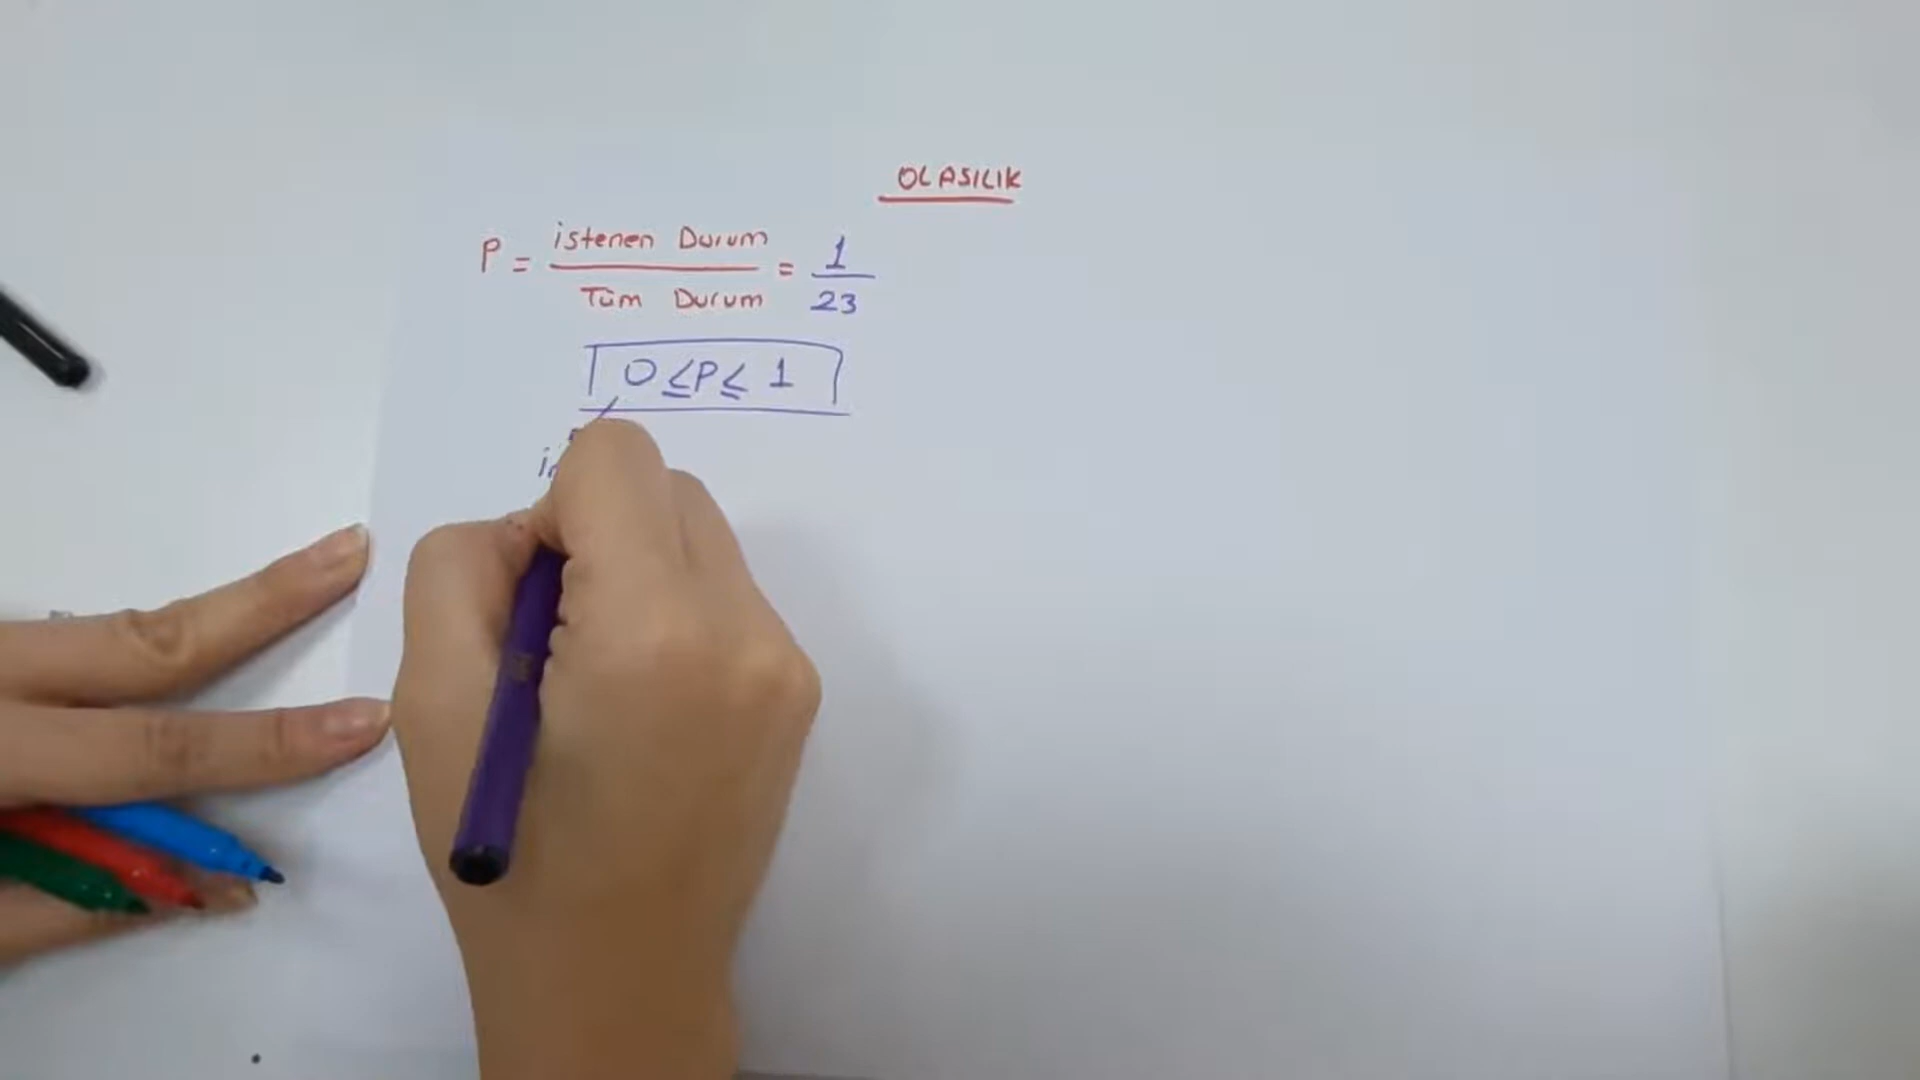 OLASILIK
P = istenen Durum / Tüm Durum = 1 / 23
0 ≤ P ≤ 1